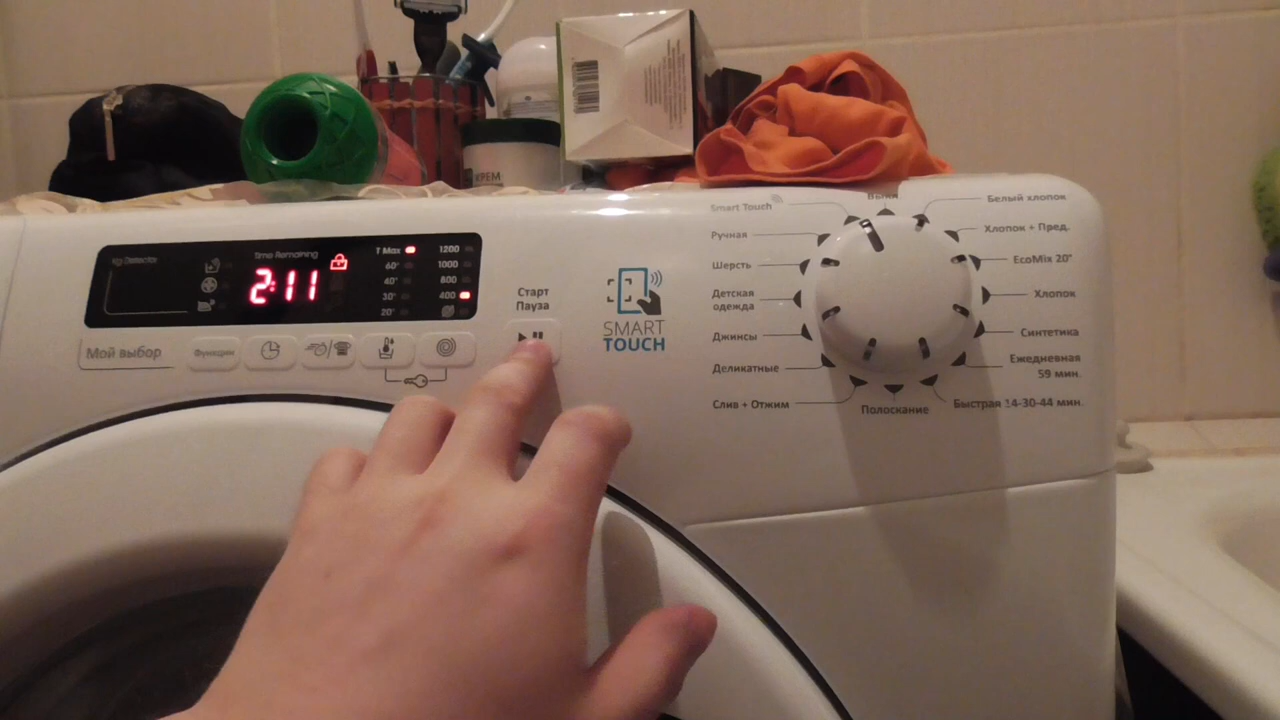 КРЕМ
Kg Detector
Time Remaining
2:11
T Max
60°
40°
30°
20°
1200
1000
800
400
Старт
Пауза
Мой выбор
Функции
SMART
TOUCH
Smart Touch
Ручная
Шерсть
Детская
одежда
Джинсы
Деликатные
Слив + Отжим
Полоскание
Выкл
Белый хлопок
Хлопок + Пред.
EcoMix 20°
Хлопок
Синтетика
Ежедневная
59 мин.
Быстрая 14-30-44 мин.